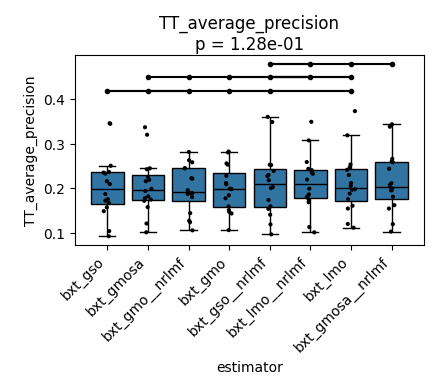 TT_average_precision
p = 1.28e-01
TT_average_precision
0.4
0.3
0.2
0.1
bxt_gso
bxt_gmosa
bxt_gmo__nrlmf
bxt_gmo
bxt_gso__nrlmf
bxt_lmo__nrlmf
bxt_lmo
bxt_gmosa__nrlmf
estimator